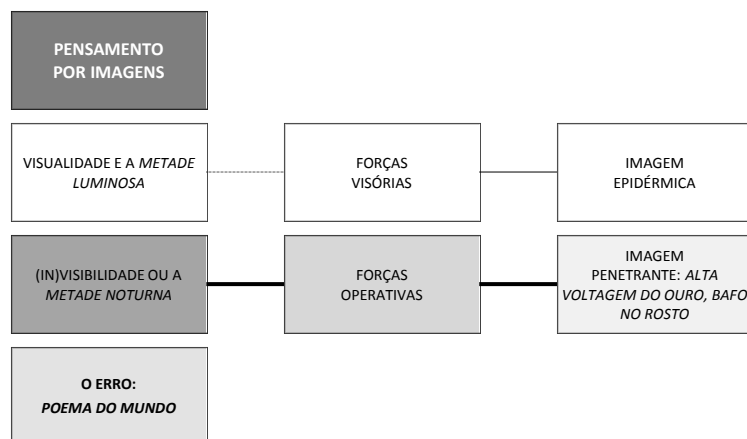 PENSAMENTO
POR IMAGENS
VISUALIDADE E A METADE
LUMINOSA
FORÇAS
VISÓRIAS
IMAGEM
EPIDÉRMICA
(IN)VISIBILIDADE OU A
METADE NOTURNA
FORÇAS
OPERATIVAS
IMAGEM
PENETRANTE: ALTA
VOLTAGEM DO OURO, BAFO
NO ROSTO
O ERRO:
POEMA DO MUNDO